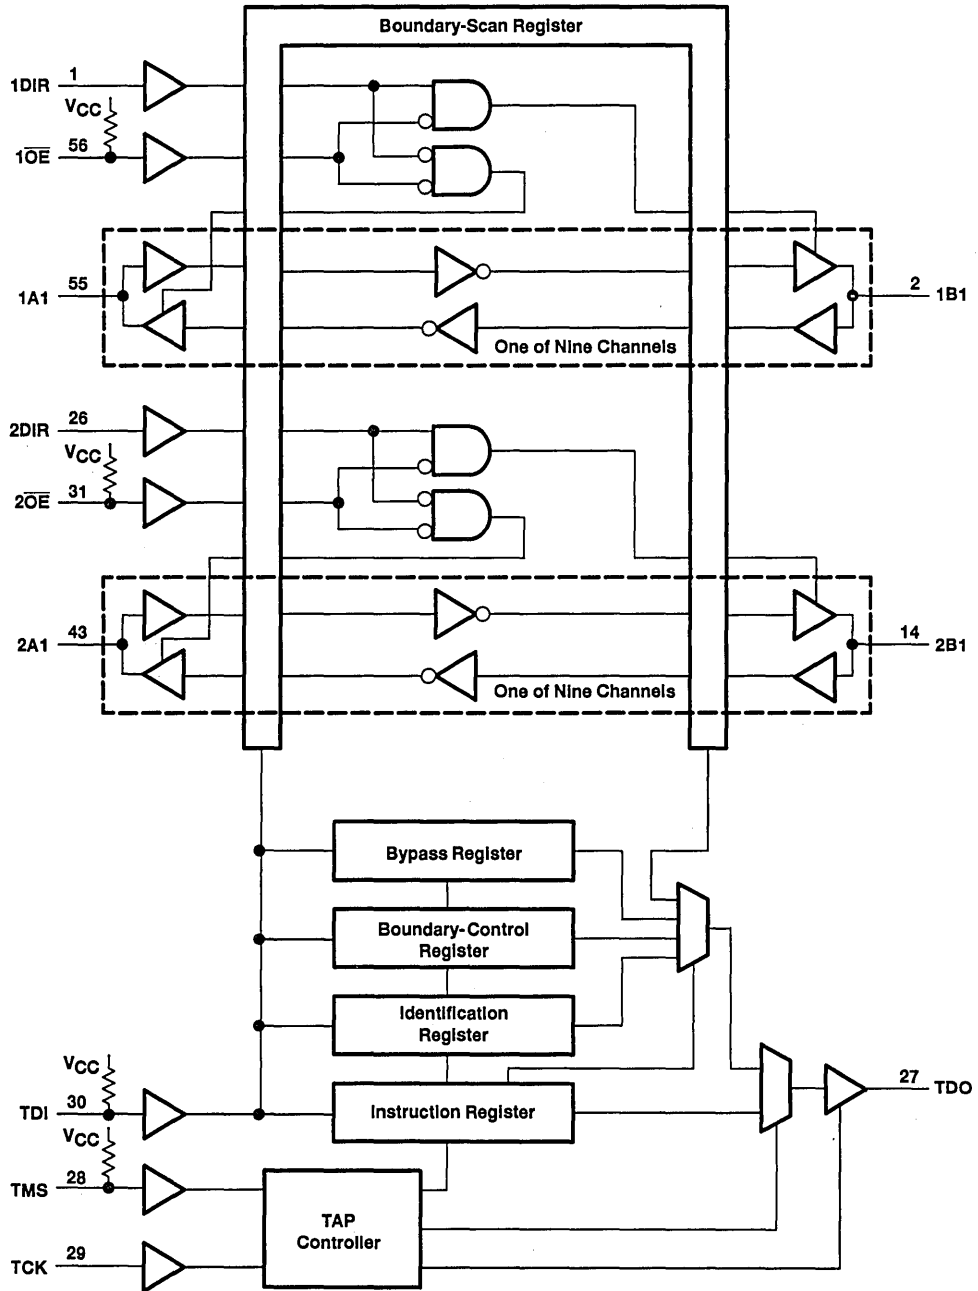 Boundary-Scan Register
1DIR 1
VCC
1O̅E̅ 56
1A1 55
2 1B1
One of Nine Channels
2DIR 26
VCC
2O̅E̅ 31
2A1 43
14 2B1
One of Nine Channels
Bypass Register
Boundary-Control
Register
Identification
Register
VCC
TDI 30
Instruction Register
27 TDO
VCC
TMS 28
TAP
Controller
TCK 29